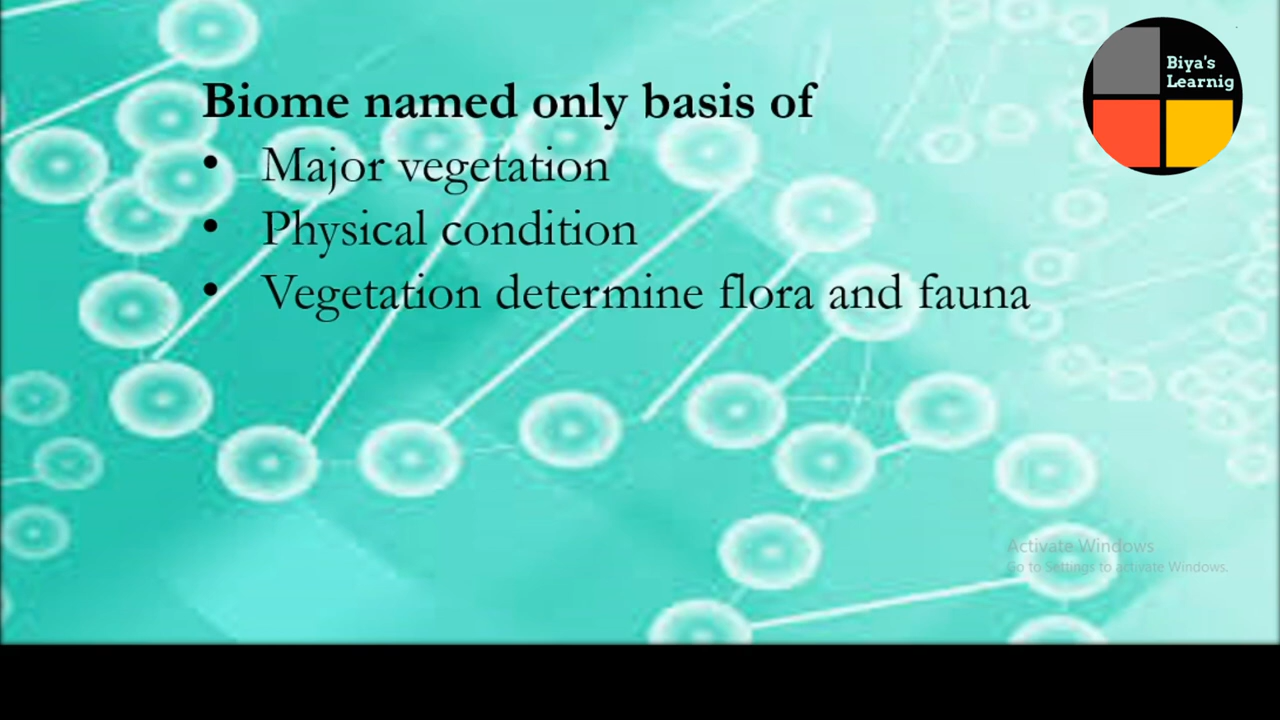 Biome named only basis of
• Major vegetation
• Physical condition
• Vegetation determine flora and fauna
Biya's
Learnig
Activate Windows
Go to Settings to activate Windows.